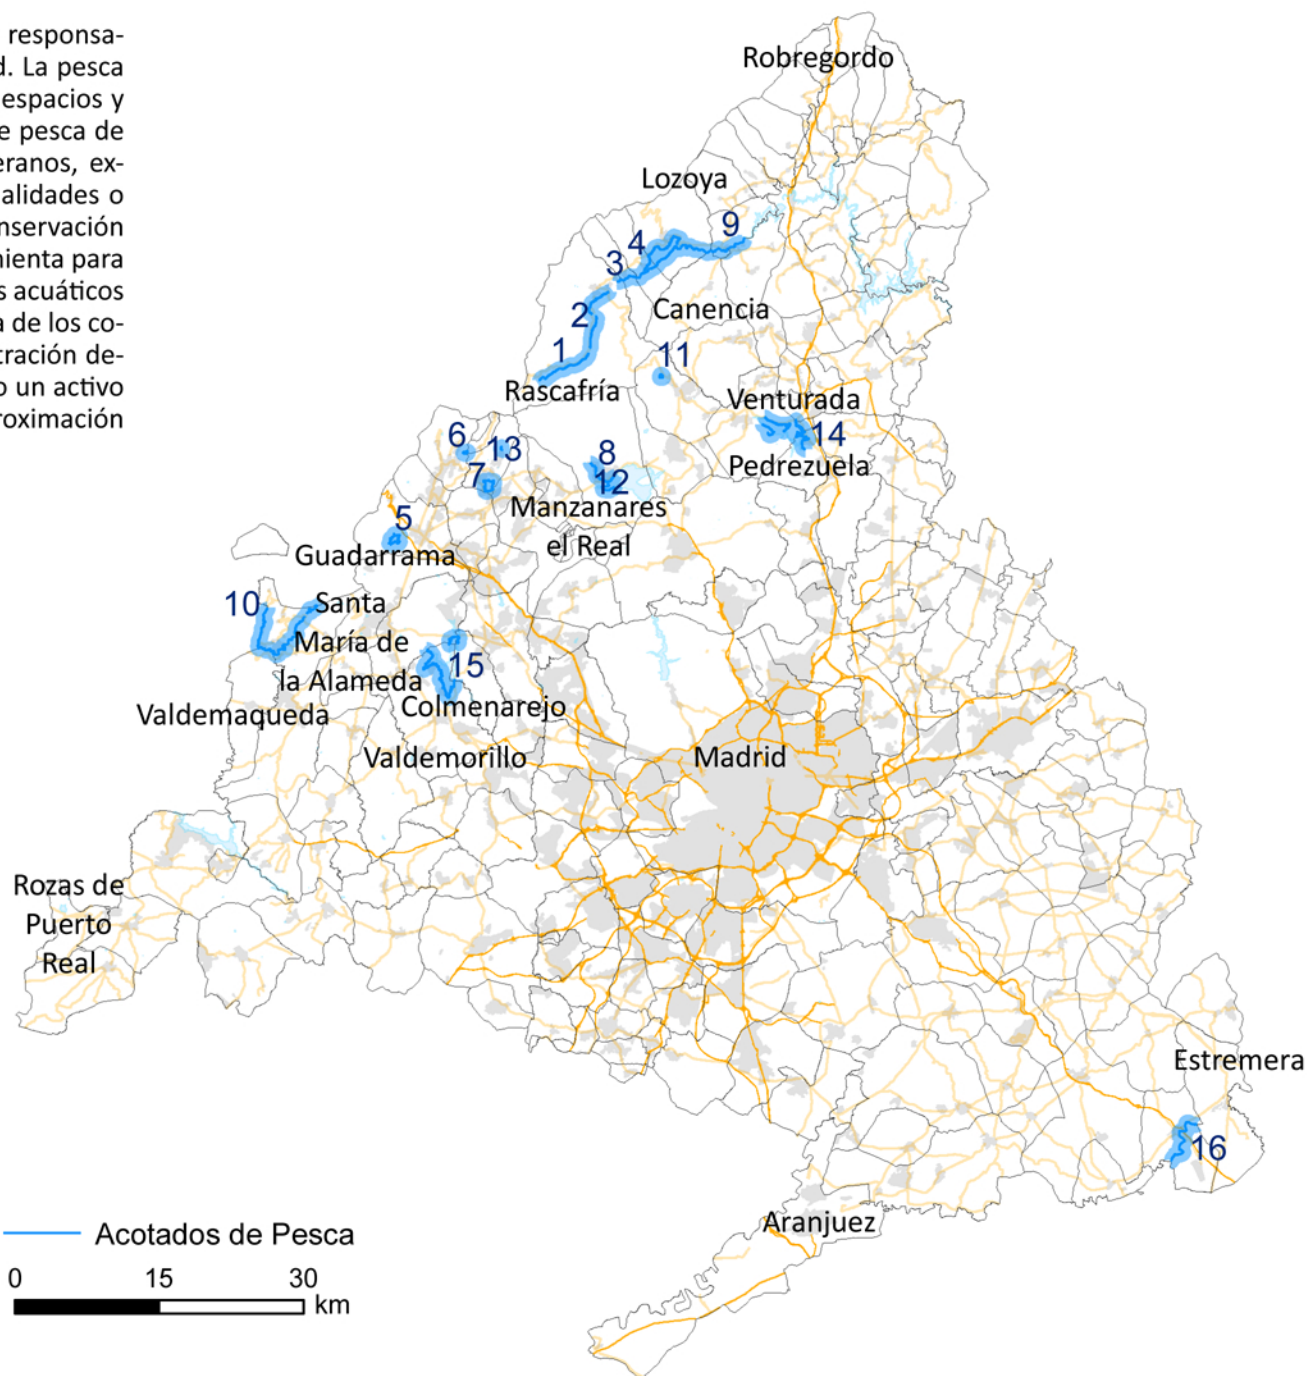 responsa-
d. La pesca
espacios y
e pesca de
eranos, ex-
alidades o
nservación
nienta para
s acuáticos
a de los co-
tración de-
o un activo
roximación
Robregordo
Lozoya
9
4
3
Canencia
2
11
1
Rascafría
Venturada
6
13
8
14
7
12
Pedrezuela
Manzanares
el Real
5
Guadarrama
10
Santa
María de
la Alameda
15
Colmenarejo
Valdemaqueda
Valdemorillo
Madrid
Rozas de
Puerto
Real
Estremera
16
Aranjuez
Acotados de Pesca
0 15 30
km